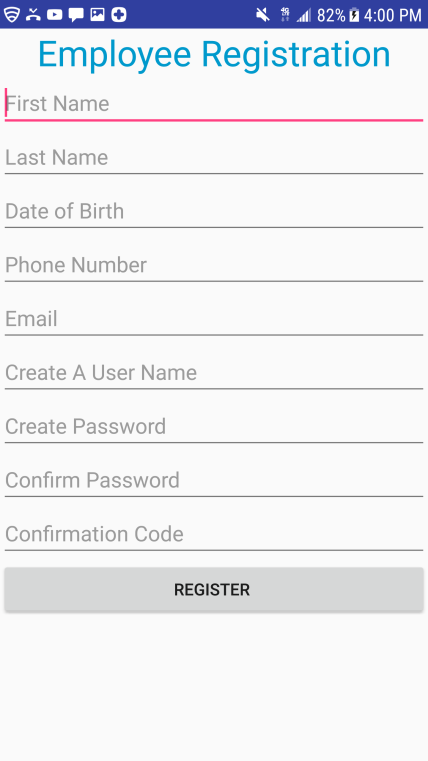 82% 4:00 PM
Employee Registration
First Name
Last Name
Date of Birth
Phone Number
Email
Create A User Name
Create Password
Confirm Password
Confirmation Code
REGISTER